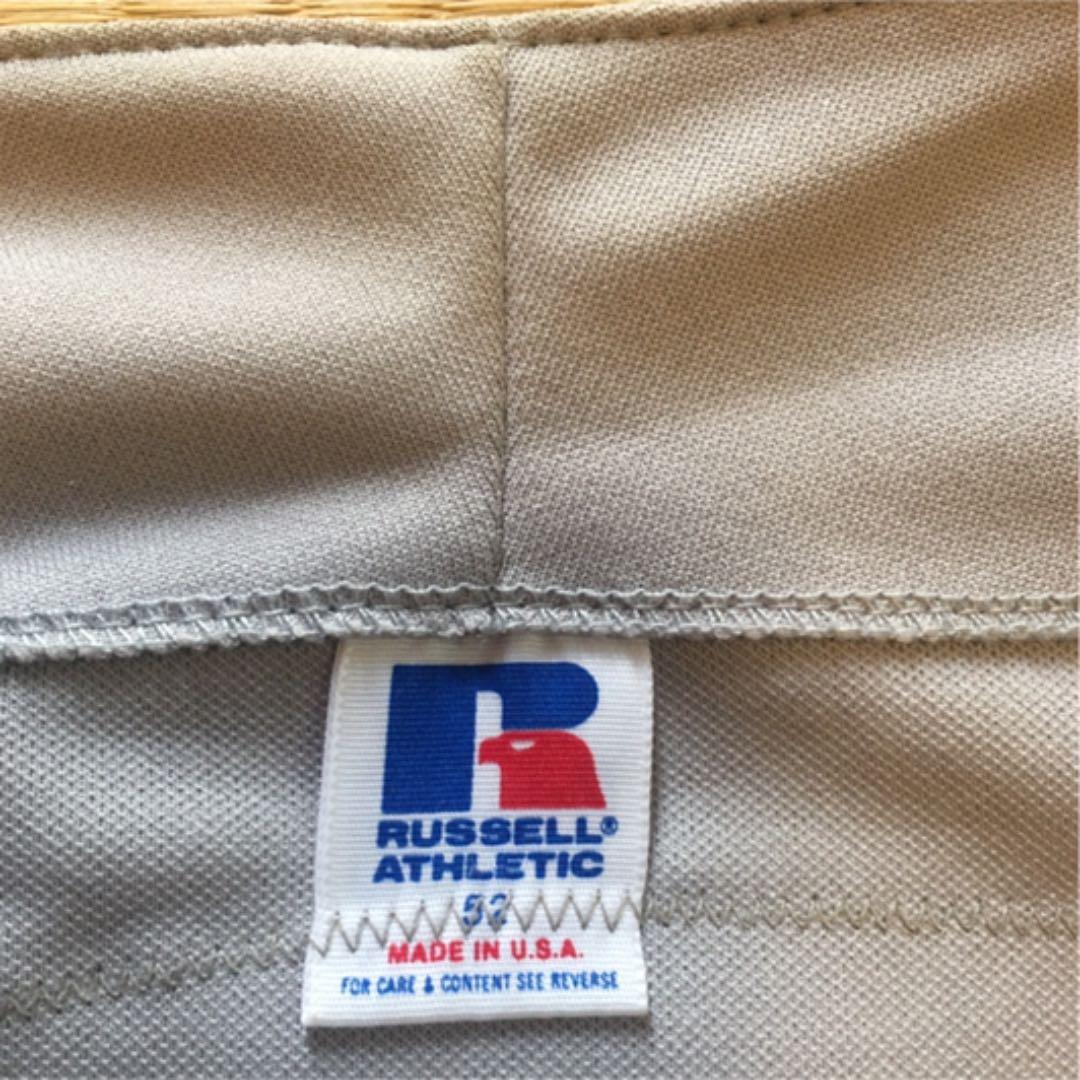 R
RUSSELL®
ATHLETIC
52
MADE IN U.S.A.
FOR CARE & CONTENT SEE REVERSE